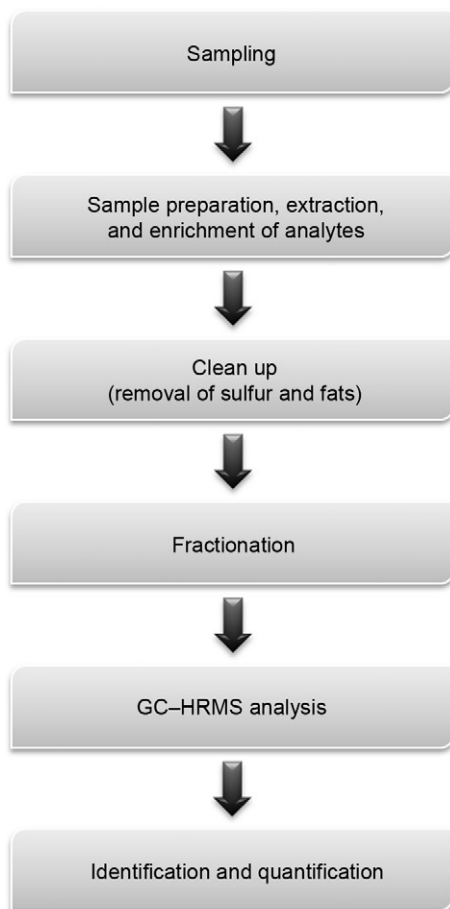 Sampling
Sample preparation, extraction,
and enrichment of analytes
Clean up
(removal of sulfur and fats)
Fractionation
GC–HRMS analysis
Identification and quantification